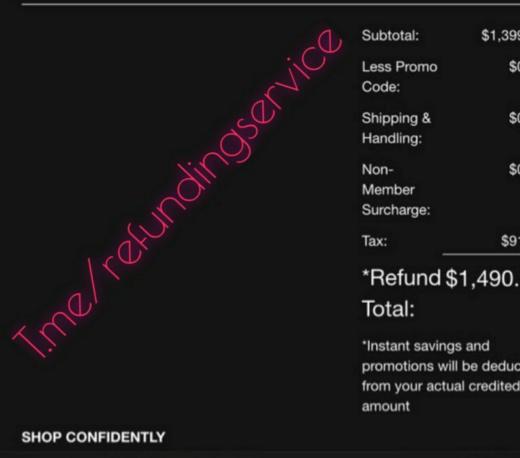 T.me/refundingservice
Subtotal: $1,399
Less Promo $0
Code:
Shipping & $0
Handling:
Non- $0
Member
Surcharge:
Tax: $91
*Refund $1,490.
Total:
*Instant savings and
promotions will be deduc
from your actual credited
amount
SHOP CONFIDENTLY